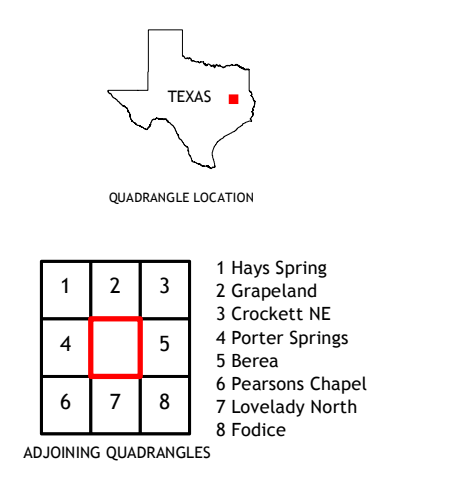 TEXAS
QUADRANGLE LOCATION
1 2 3
4 5
6 7 8
1 Hays Spring
2 Grapeland
3 Crockett NE
4 Porter Springs
5 Berea
6 Pearsons Chapel
7 Lovelady North
8 Fodice
ADJOINING QUADRANGLES